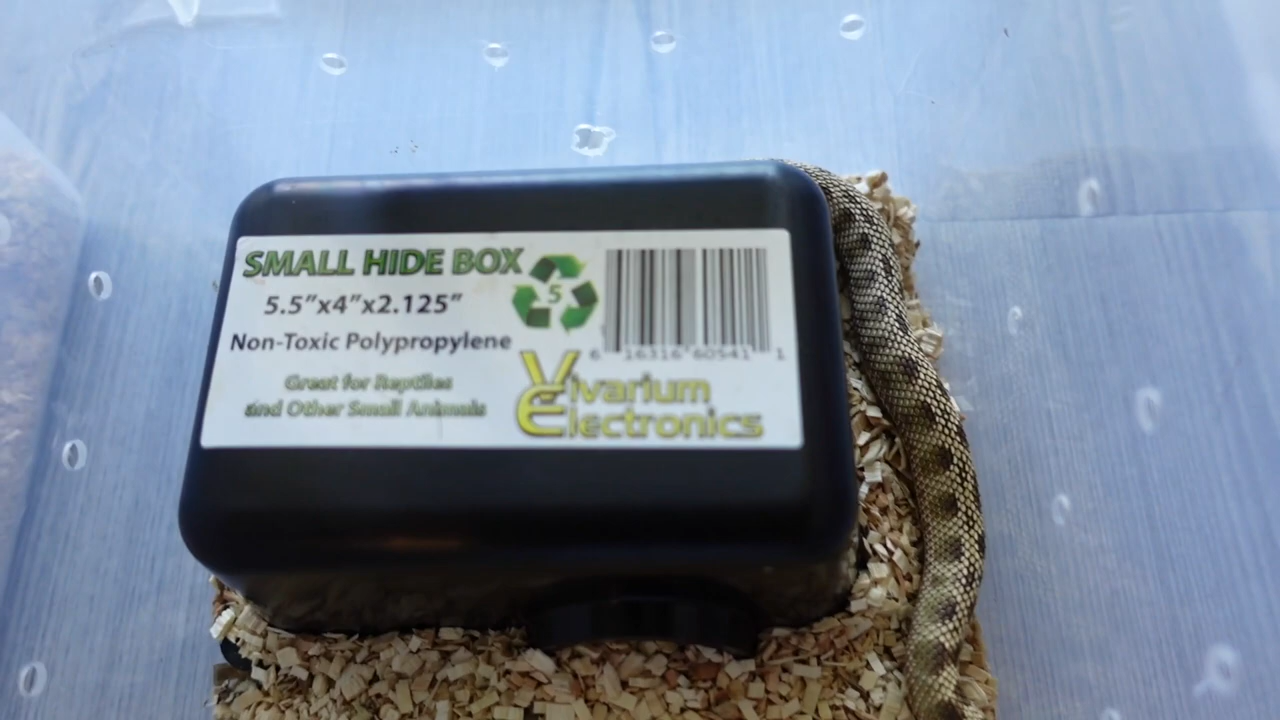 SMALL HIDE BOX
5.5"x4"x2.125"
Non-Toxic Polypropylene
Great for Reptiles
and Other Small Animals
5
6 16316 60541 1
Vivarium
Electronics